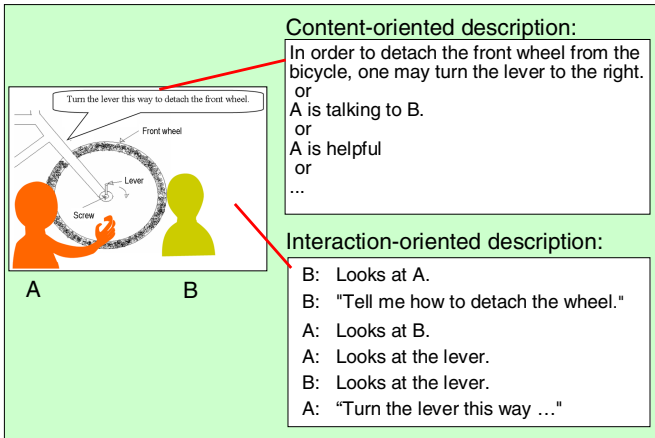 Content-oriented description:
In order to detach the front wheel from the
bicycle, one may turn the lever to the right.
or
A is talking to B.
or
A is helpful
or
...
Turn the lever this way to detach the front wheel.
Front wheel
Lever
Screw
A
B
Interaction-oriented description:
B: Looks at A.
B: "Tell me how to detach the wheel."
A: Looks at B.
A: Looks at the lever.
B: Looks at the lever.
A: “Turn the lever this way ..."